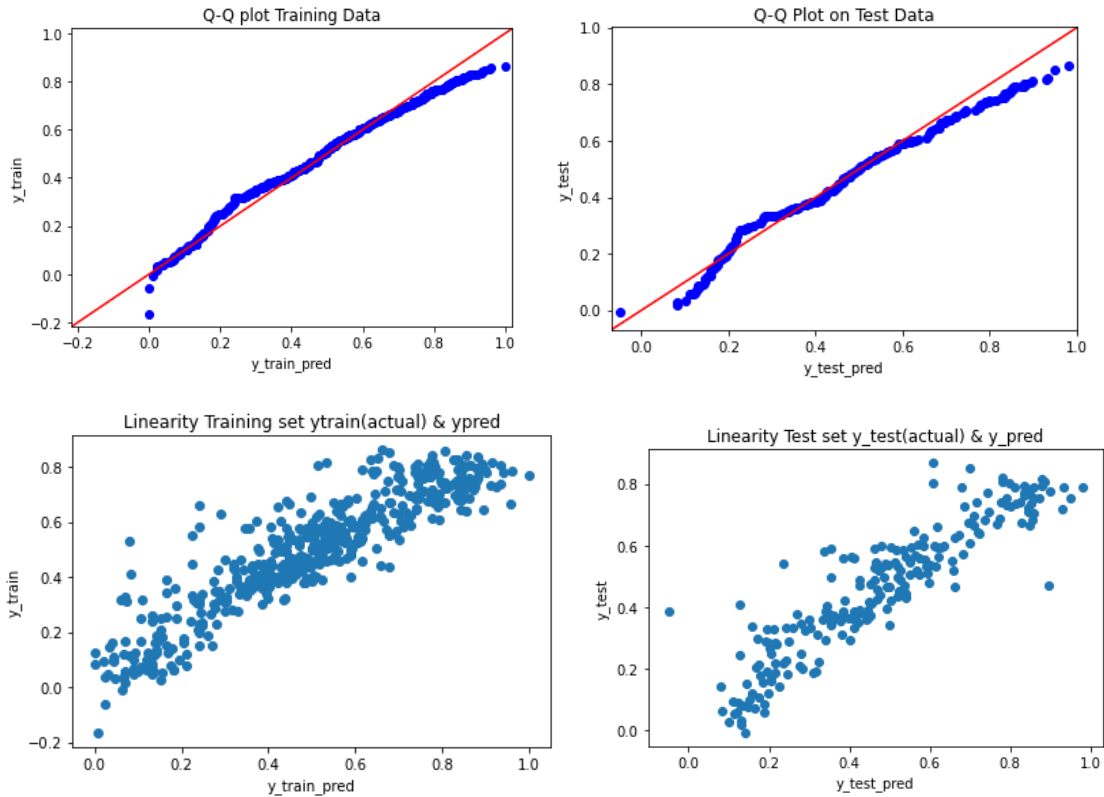 Q-Q plot Training Data
1.0
0.8
0.6
0.4
0.2
0.0
−0.2
y_train
−0.2 0.0 0.2 0.4 0.6 0.8 1.0
y_train_pred
Q-Q Plot on Test Data
1.0
0.8
0.6
0.4
0.2
0.0
y_test
0.0 0.2 0.4 0.6 0.8 1.0
y_test_pred
Linearity Training set ytrain(actual) & ypred
0.8
0.6
0.4
0.2
0.0
−0.2
y_train
0.0 0.2 0.4 0.6 0.8 1.0
y_train_pred
Linearity Test set y_test(actual) & y_pred
0.8
0.6
0.4
0.2
0.0
y_test
0.0 0.2 0.4 0.6 0.8 1.0
y_test_pred